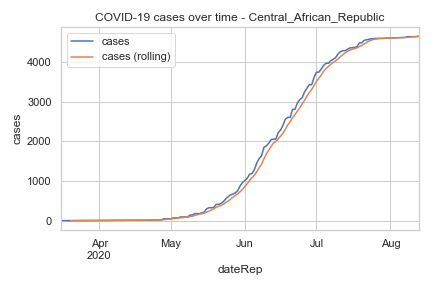 COVID-19 cases over time - Central_African_Republic
cases
cases (rolling)
cases
4000
3000
2000
1000
0
Apr
2020
May
Jun
Jul
Aug
dateRep